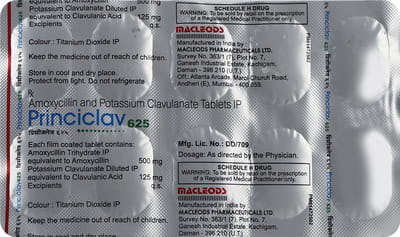 equivalent to Amoxycillin 500 mg
Potassium Clavulanate Diluted IP
equivalent to Clavulanic Acid 125 mg
Excipients q.s.
Colour : Titanium Dioxide IP
Keep the medicine out of reach of children.
Store in cool and dry place.
Protect from light. Do not refrigerate
Rx
Amoxycillin and Potassium Clavulanate Tablets IP
Princiclav 625
प्रिंसीक्लेव ६२५
Each film coated tablet contains:
Amoxycillin Trihydrate IP
equivalent to Amoxycillin 500 mg
Potassium Clavulanate Diluted IP
equivalent to Clavulanic Acid 125 mg
Excipients q.s.
Colour : Titanium Dioxide IP
Keep the medicine out of reach of children.
Store in cool and dry place.
SCHEDULE H DRUG
WARNING: To be sold by retail on the prescription
of a Registered Medical Practitioner only.
MACLEODS
Manufactured in India by :
MACLEODS PHARMACEUTICALS LTD.
Survey No. 363/1 (P), Plot No. 7,
Ganesh Industrial Estate, Kachigam,
Daman - 396 210 (U.T.)
Off.: Atlanta Arcade, Marol Church Road,
Andheri (E), Mumbai - 400 059.
Mfg. Lic. No.: DD/709
Dosage: As directed by the Physician.
SCHEDULE H DRUG
WARNING: To be sold by retail on the prescription
of a Registered Medical Practitioner only.
MACLEODS
Manufactured in India by :
MACLEODS PHARMACEUTICALS LTD.
Survey No. 363/1 (P), Plot No. 7,
Ganesh Industrial Estate, Kachigam,
Daman - 396 210 (U.T.)